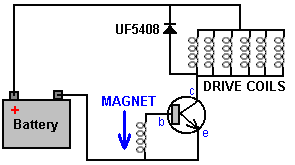 UF5408
DRIVE COILS
c
MAGNET
b
e
+
Battery